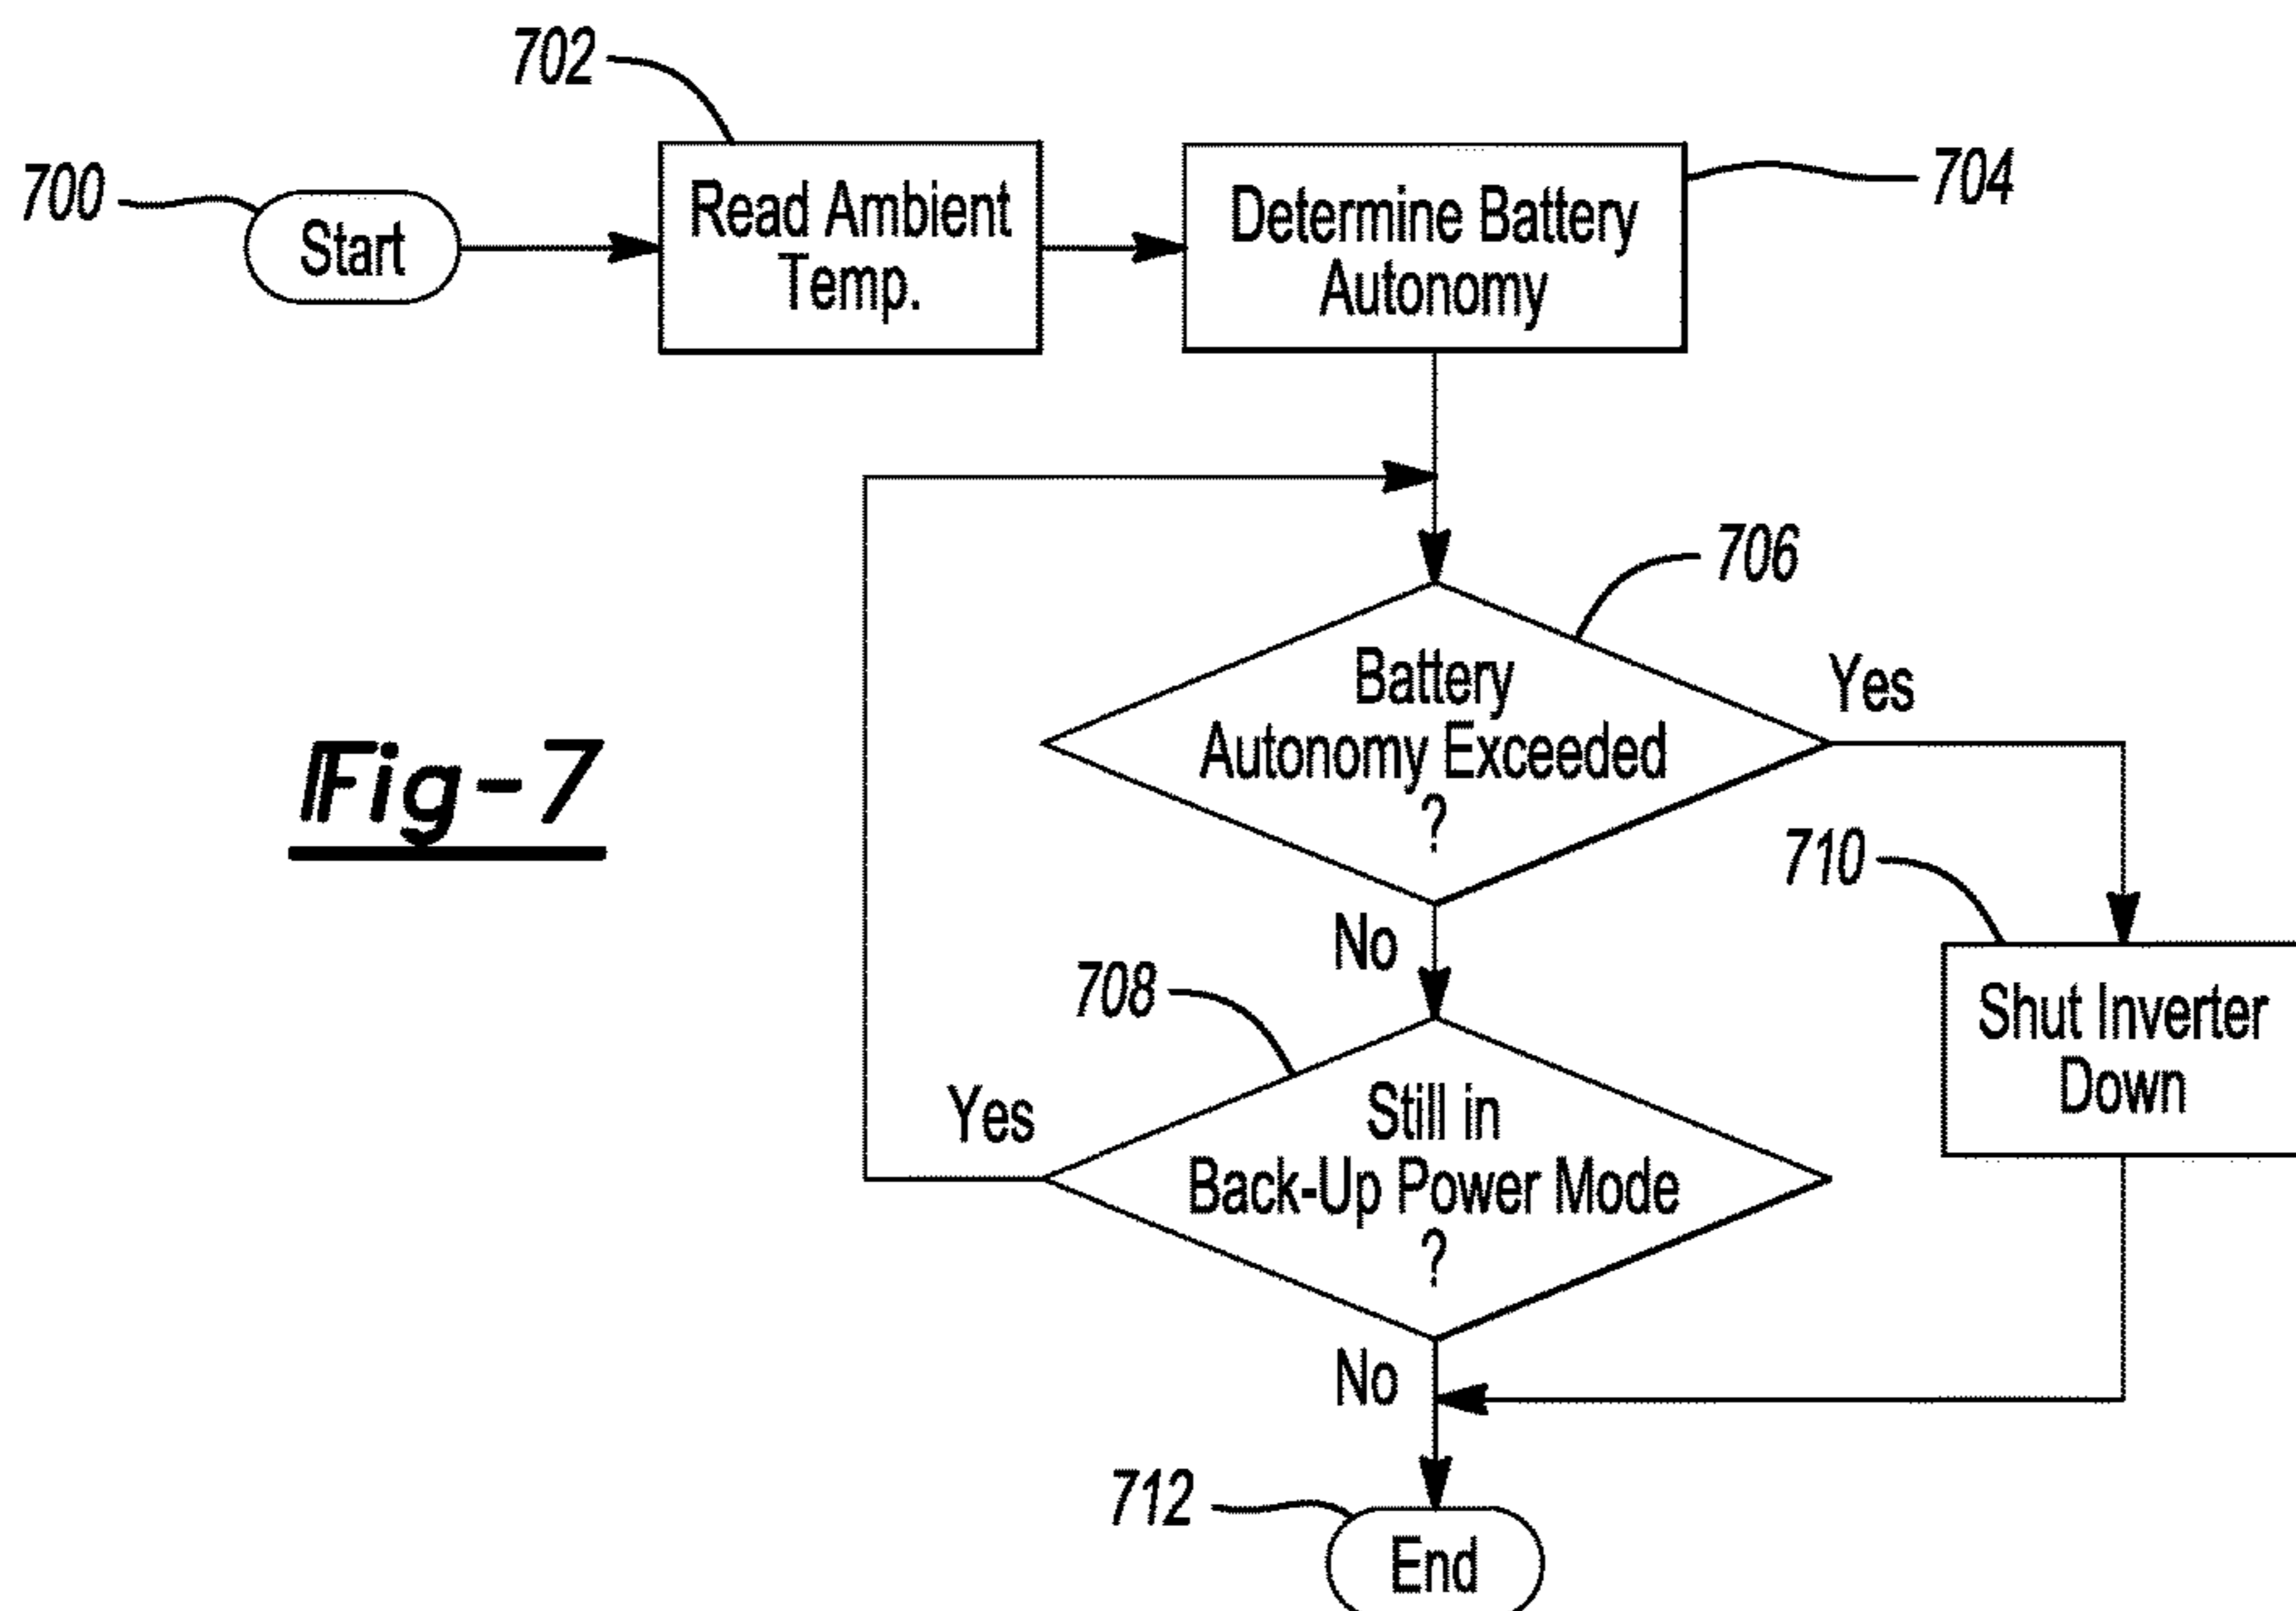 702
700
Start
Read Ambient
Temp.
Determine Battery
Autonomy
704
706
Battery
Autonomy Exceeded
?
Yes
Fig-7
710
No
Shut Inverter
Down
708
Yes
Still in
Back-Up Power Mode
?
No
712
End